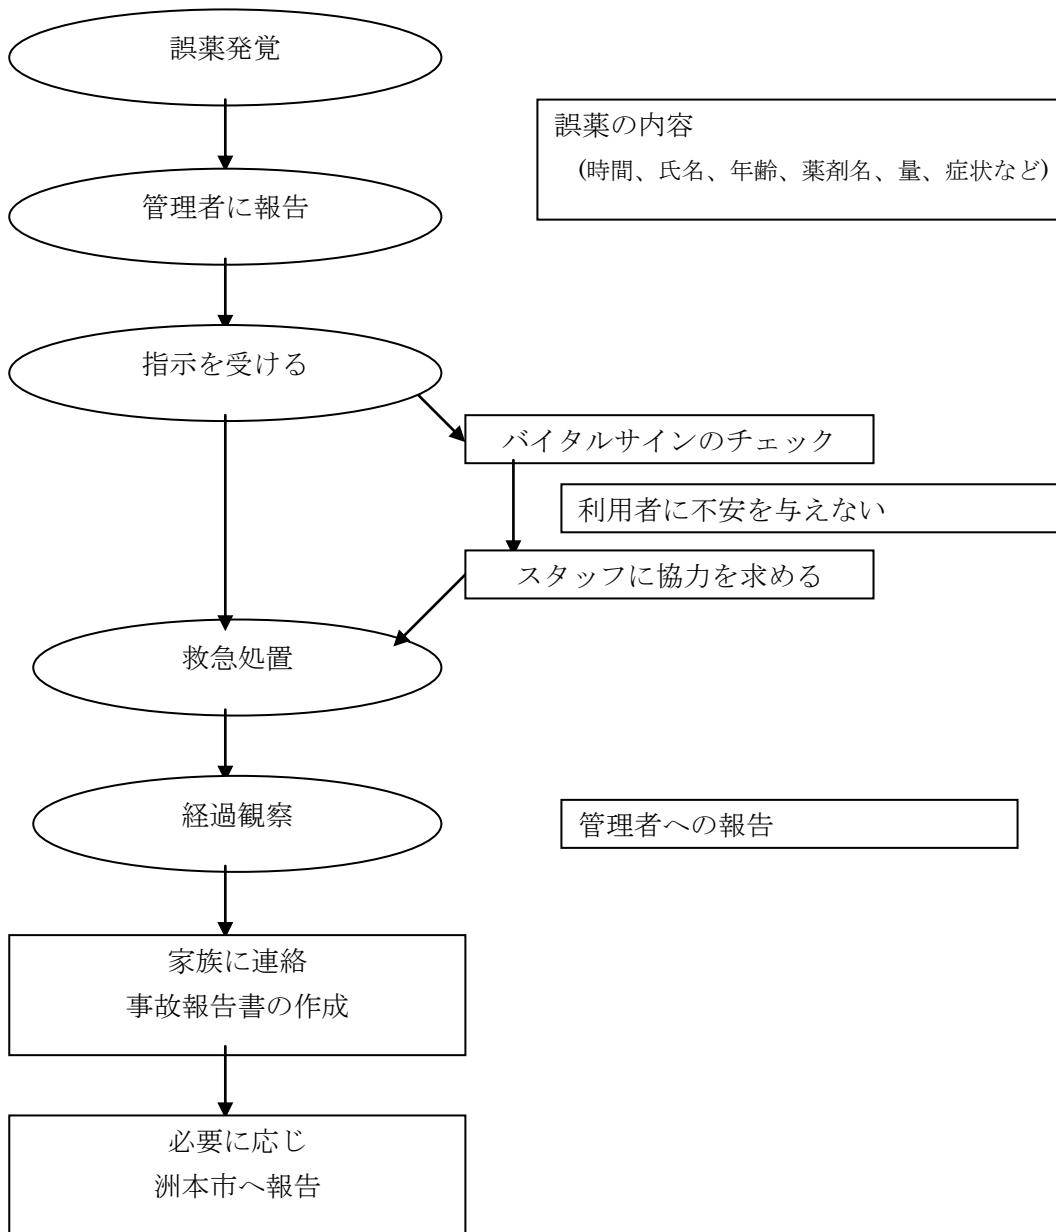 誤薬発覚
誤薬の内容
(時間、氏名、年齢、薬剤名、量、症状など)
管理者に報告
指示を受ける
バイタルサインのチェック
利用者に不安を与えない
スタッフに協力を求める
救急処置
経過観察
管理者への報告
家族に連絡
事故報告書の作成
必要に応じ
洲本市へ報告